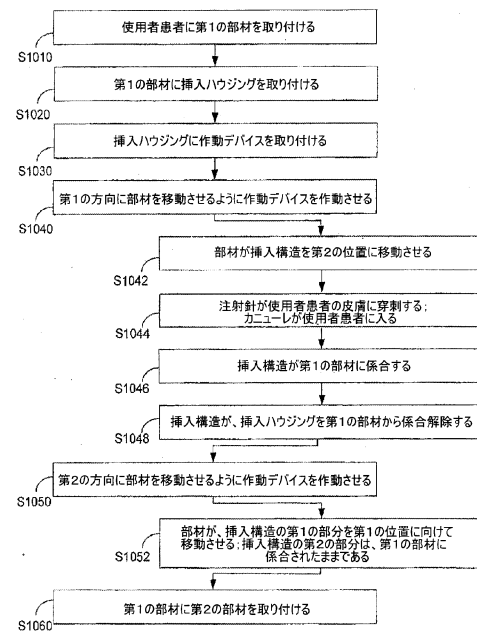 使用者患者に第1の部材を取り付ける
S1010
第1の部材に挿入ハウジングを取り付ける
S1020
挿入ハウジングに作動デバイスを取り付ける
S1030
第1の方向に部材を移動させるように作動デバイスを作動させる
S1040
部材が挿入構造を第2の位置に移動させる
S1042
注射針が使用者患者の皮膚に穿刺する;
カニューレが使用者患者に入る
S1044
挿入構造が第1の部材に係合する
S1046
挿入構造が、挿入ハウジングを第1の部材から係合解除する
S1048
第2の方向に部材を移動させるように作動デバイスを作動させる
S1050
部材が、挿入構造の第1の部分を第1の位置に向けて
移動させる;挿入構造の第2の部分は、第1の部材に
係合されたままである
S1052
第1の部材に第2の部材を取り付ける
S1060